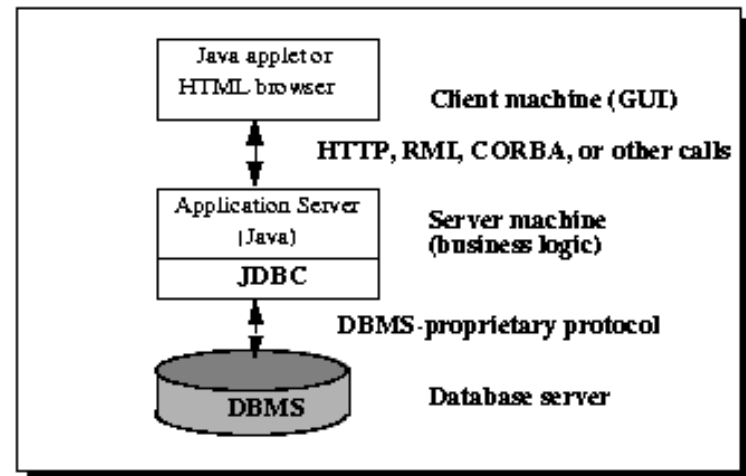 Java applet or
HTML browser
Client machine (GUI)
HTTP, RMI, CORBA, or other calls
Application Server
(Java)
Server machine
(business logic)
JDBC
DBMS-proprietary protocol
DBMS
Database server